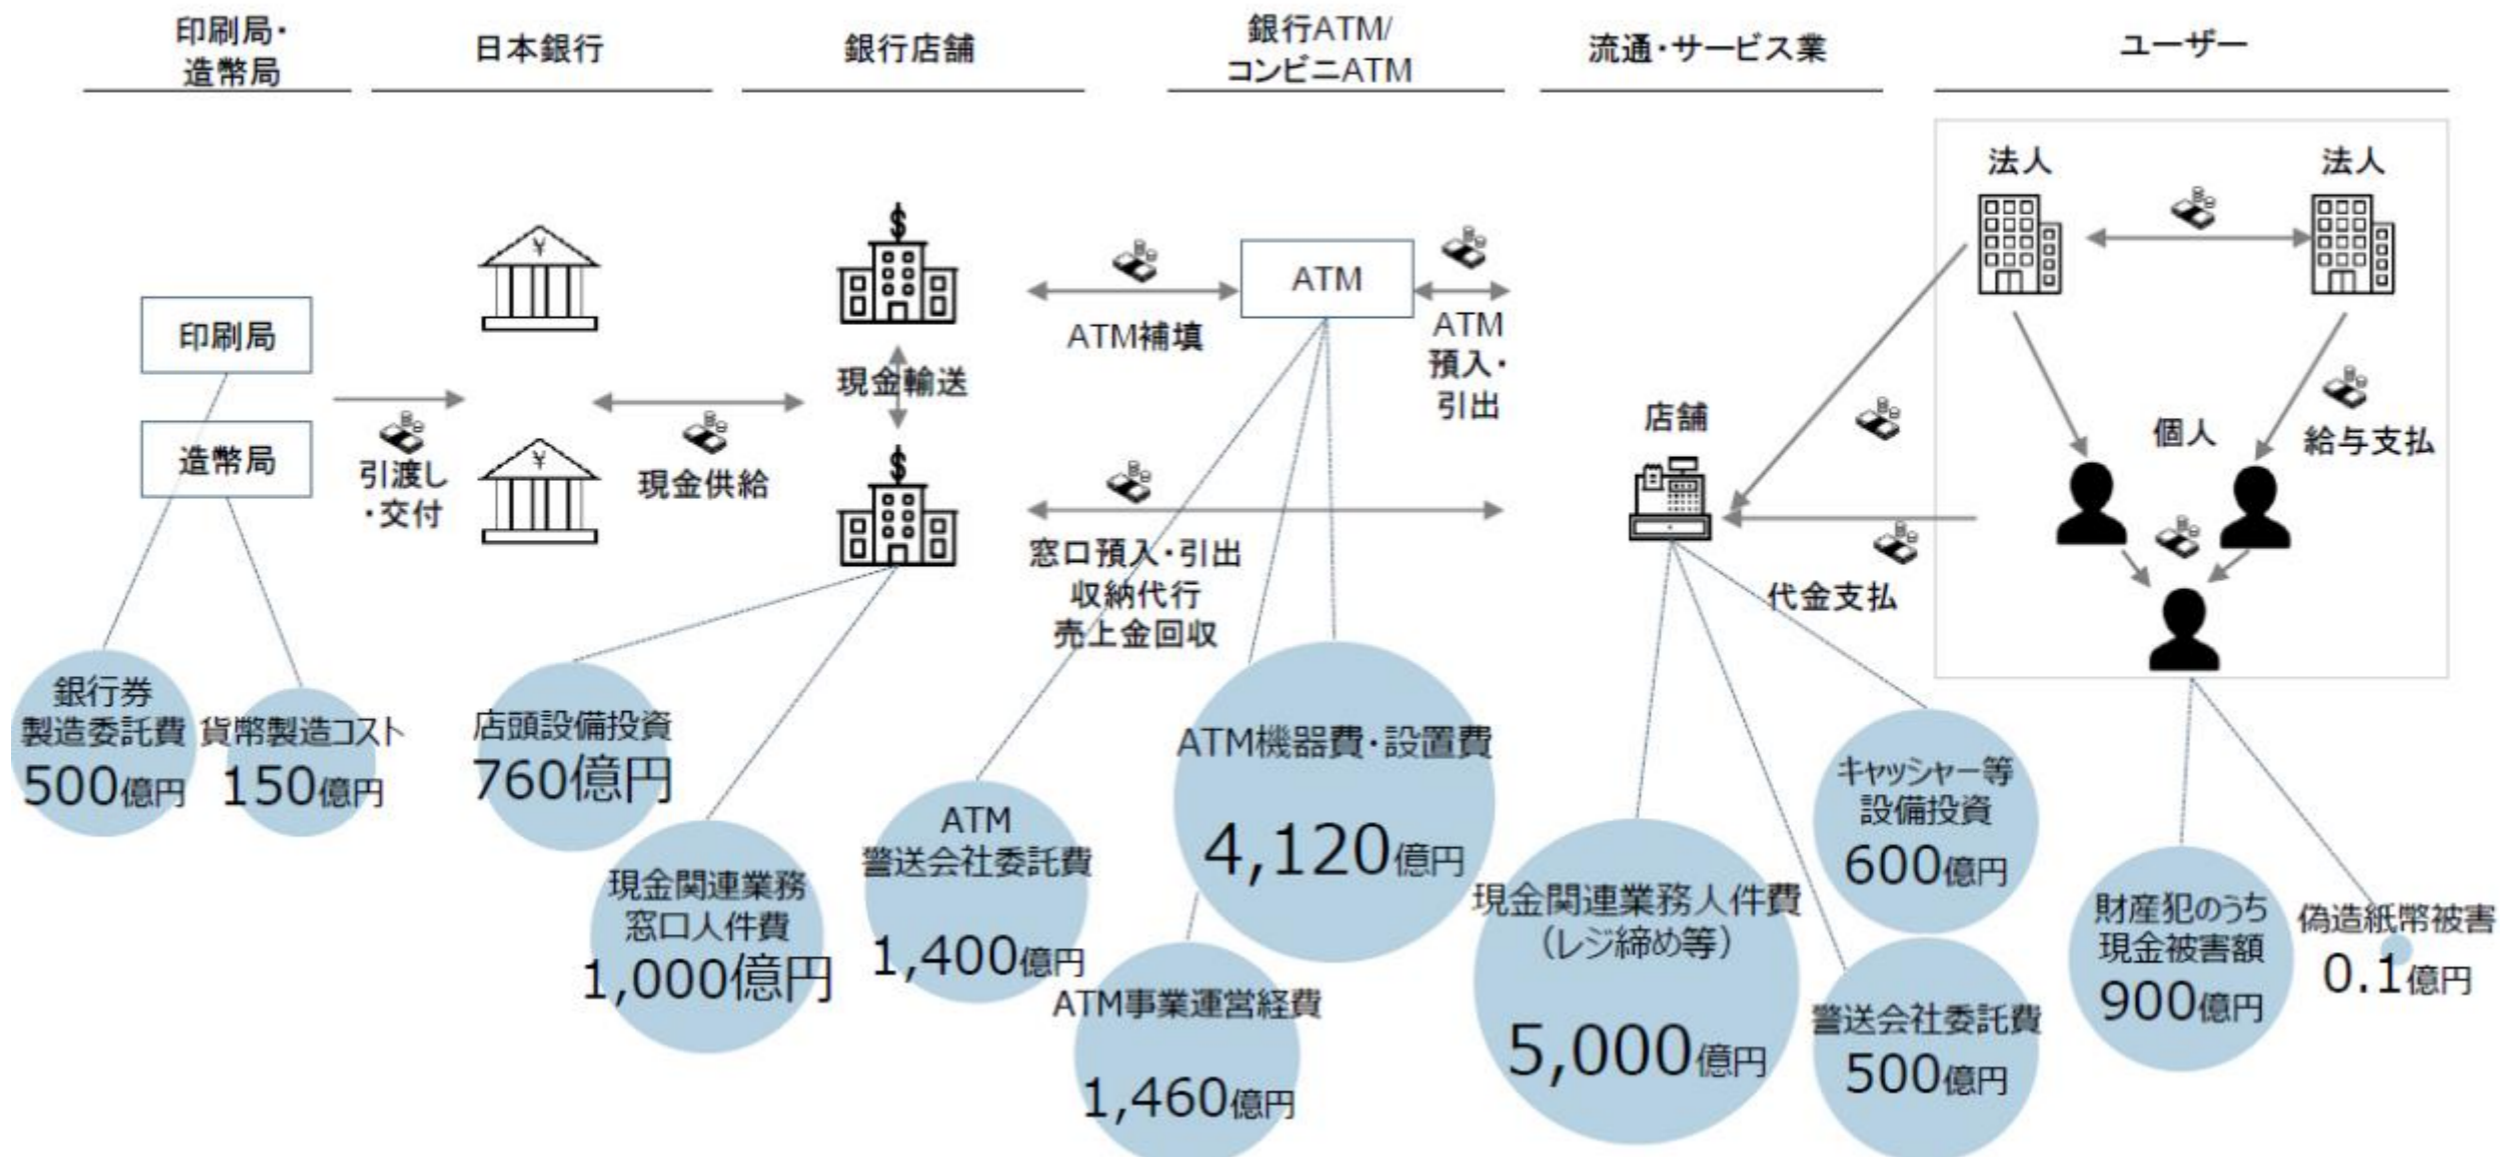 印刷局・
造幣局
日本銀行
銀行店舗
銀行ATM/
コンビニATM
流通・サービス業
ユーザー
印刷局
造幣局
引渡し
・交付
¥
¥
現金供給
$
現金輸送
$
ATM補填
ATM
ATM
預入・
引出
窓口預入・引出
収納代行
売上金回収
店舗
代金支払
法人
法人
個人
給与支払
銀行券
製造委託費
500億円
貨幣製造コスト
150億円
店頭設備投資
760億円
現金関連業務
窓口人件費
1,000億円
ATM
警送会社委託費
1,400億円
ATM機器費・設置費
4,120億円
ATM事業運営経費
1,460億円
現金関連業務人件費
（レジ締め等）
5,000億円
キャッシャー等
設備投資
600億円
警送会社委託費
500億円
財産犯のうち
現金被害額
900億円
偽造紙幣被害
0.1億円